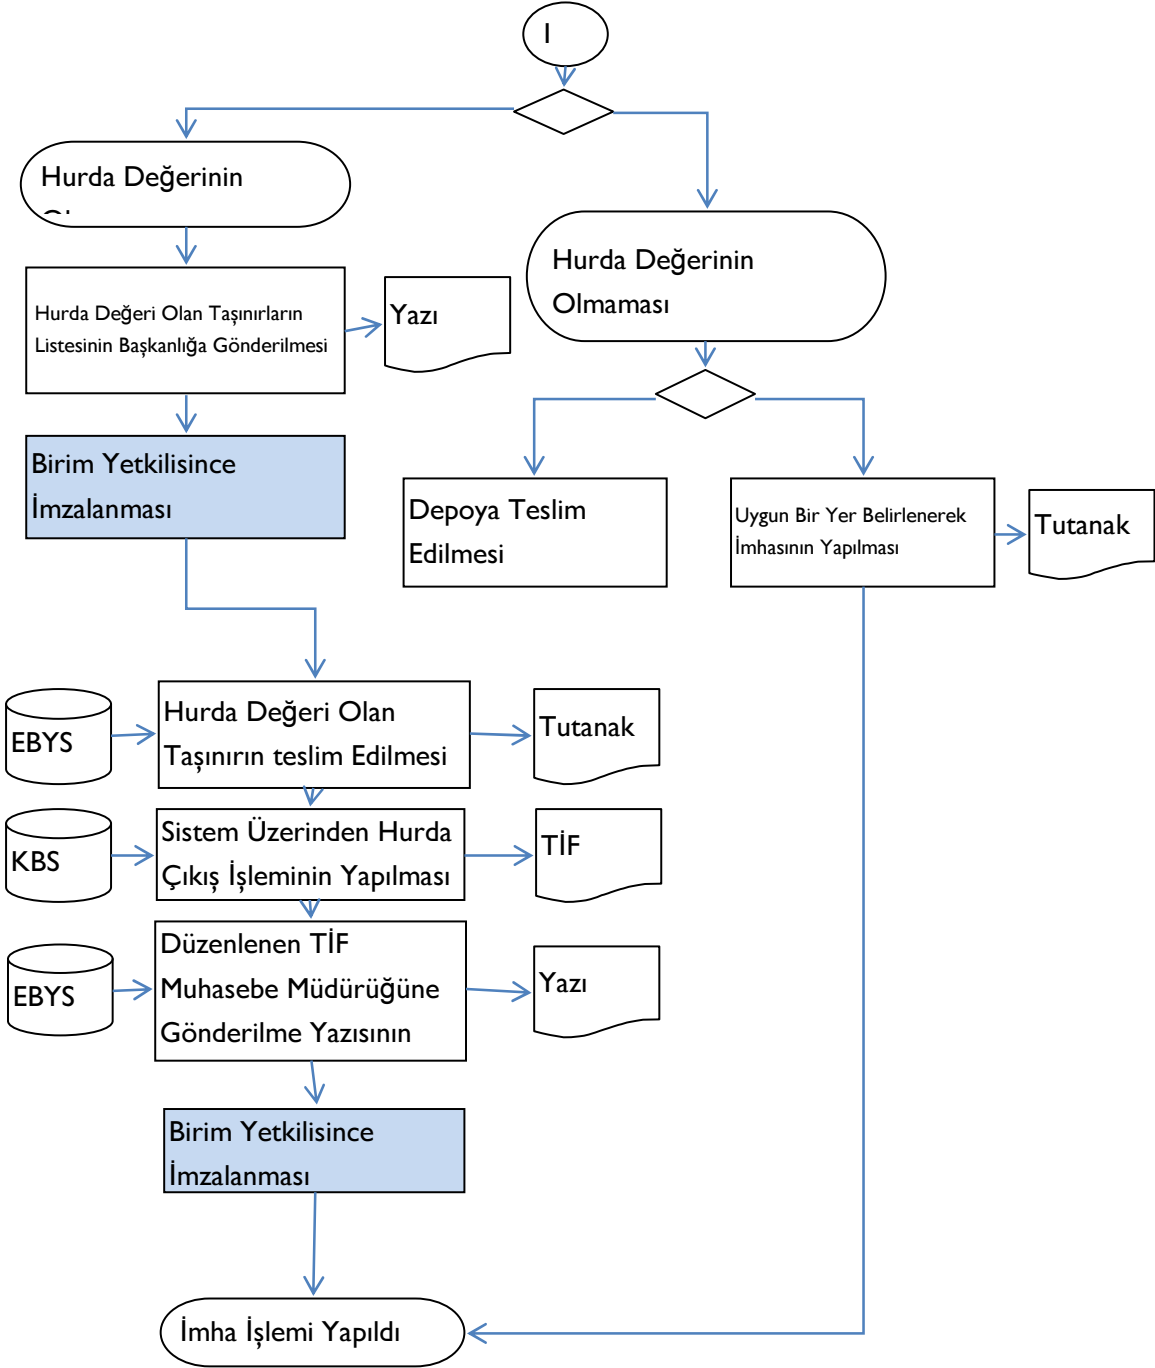 I
Hurda Değerinin
Hurda Değerinin
Olmaması
Hurda Değeri Olan Taşınırların
Listesinin Başkanlığa Gönderilmesi
Yazı
Birim Yetkilisince
İmzalanması
Depoya Teslim
Edilmesi
Uygun Bir Yer Belirlenerek
İmhasının Yapılması
Tutanak
EBYS
Hurda Değeri Olan
Taşınırın teslim Edilmesi
Tutanak
KBS
Sistem Üzerinden Hurda
Çıkış İşleminin Yapılması
TİF
EBYS
Düzenlenen TİF
Muhasebe Müdürüğüne
Gönderilme Yazısının
Yazı
Birim Yetkilisince
İmzalanması
İmha İşlemi Yapıldı